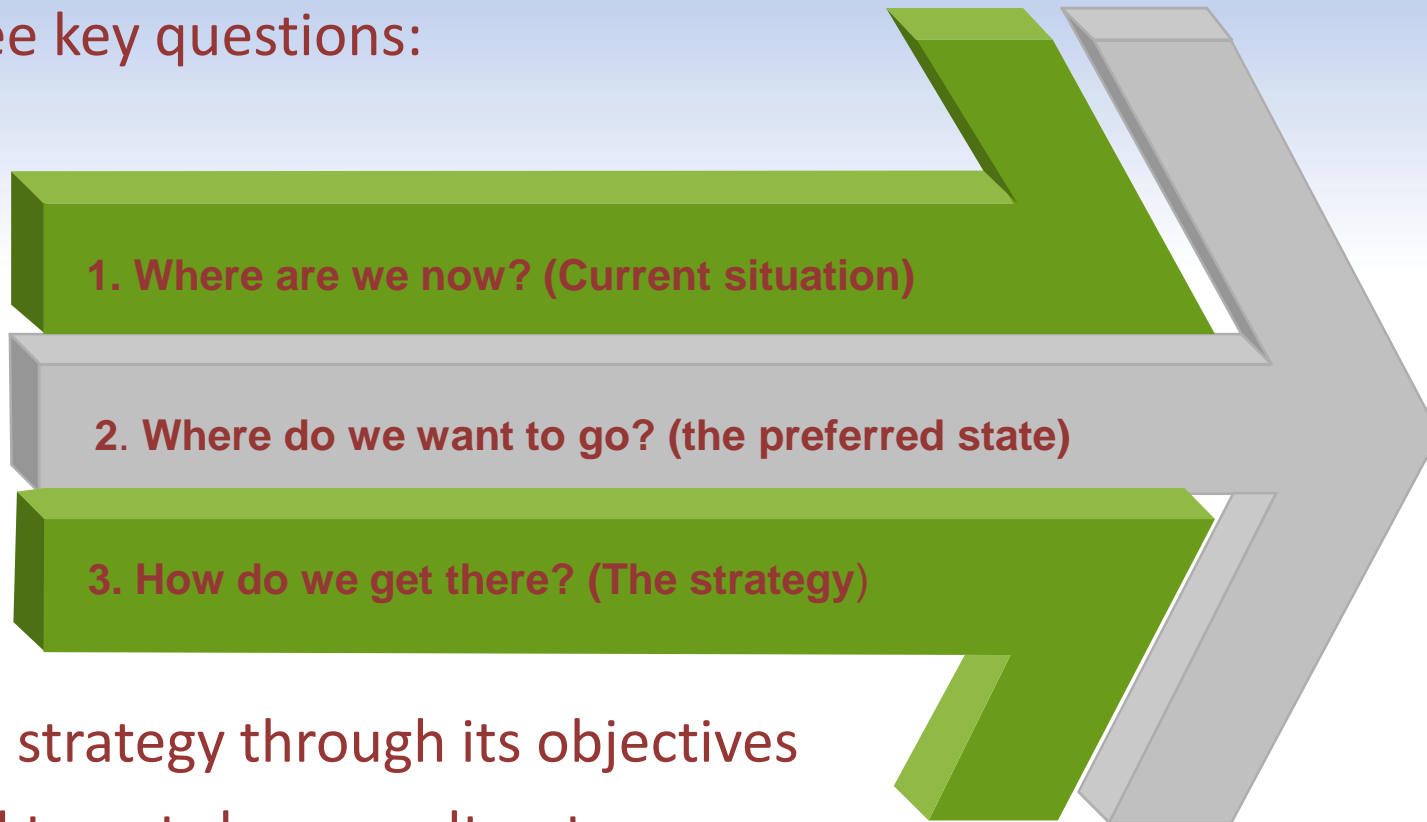 key questions:
1. Where are we now? (Current situation)
2. Where do we want to go? (the preferred state)
3. How do we get there? (The strategy)
strategy through its objectives